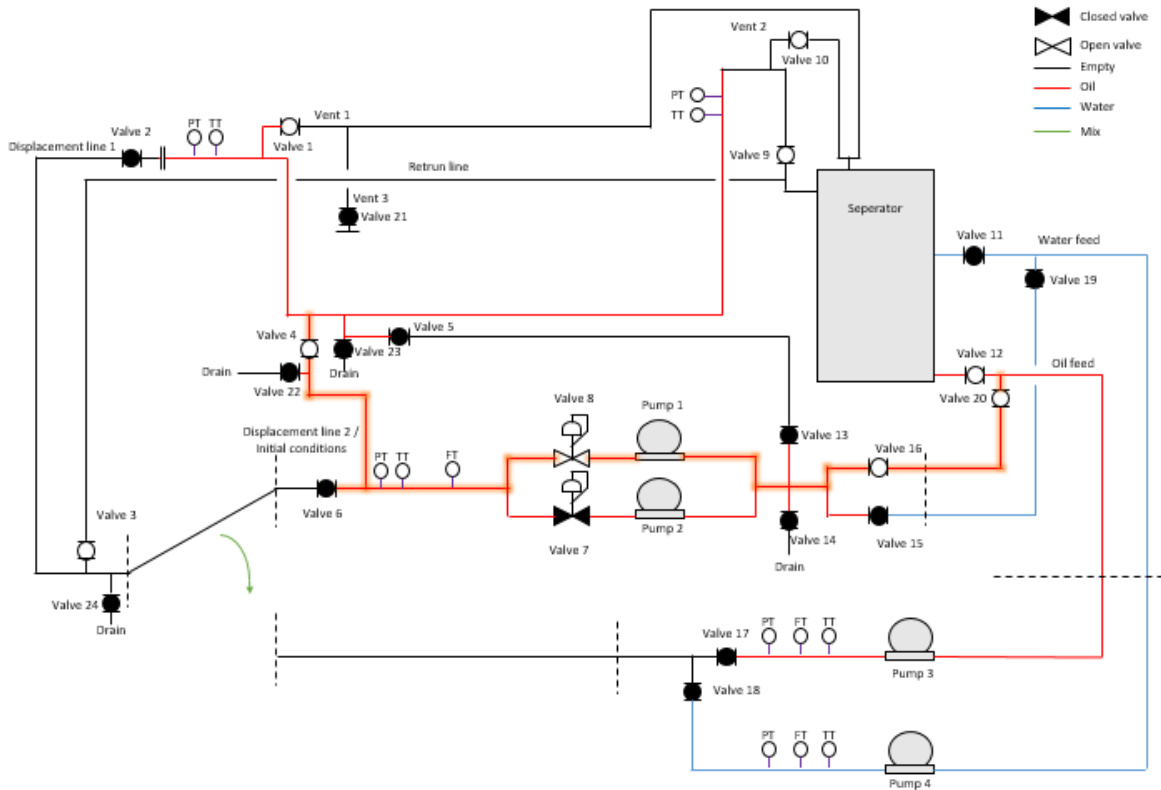 Closed valve
Vent 2
Open valve
Valve 10
Empty
PT
Oil
Vent 1
TT
Water
PT TT
Valve 2
Mix
Displacement line 1
Valve 1
Valve 9
Retrun line
Vent 3
Valve 21
Seperator
Valve 11
Water feed
Valve 19
Valve 5
Valve 4
Valve 23
Valve 12
Oil feed
Drain
Drain
Valve 22
Valve 20
Valve 8
Pump 1
Displacement line 2 /
Initial conditions
Valve 13
Valve 16
PT TT FT
Valve 3
Valve 6
Pump 2
Valve 14
Valve 15
Valve 7
Drain
Valve 24
Drain
Valve 17
PT FT TT
Pump 3
Valve 18
PT FT TT
Pump 4